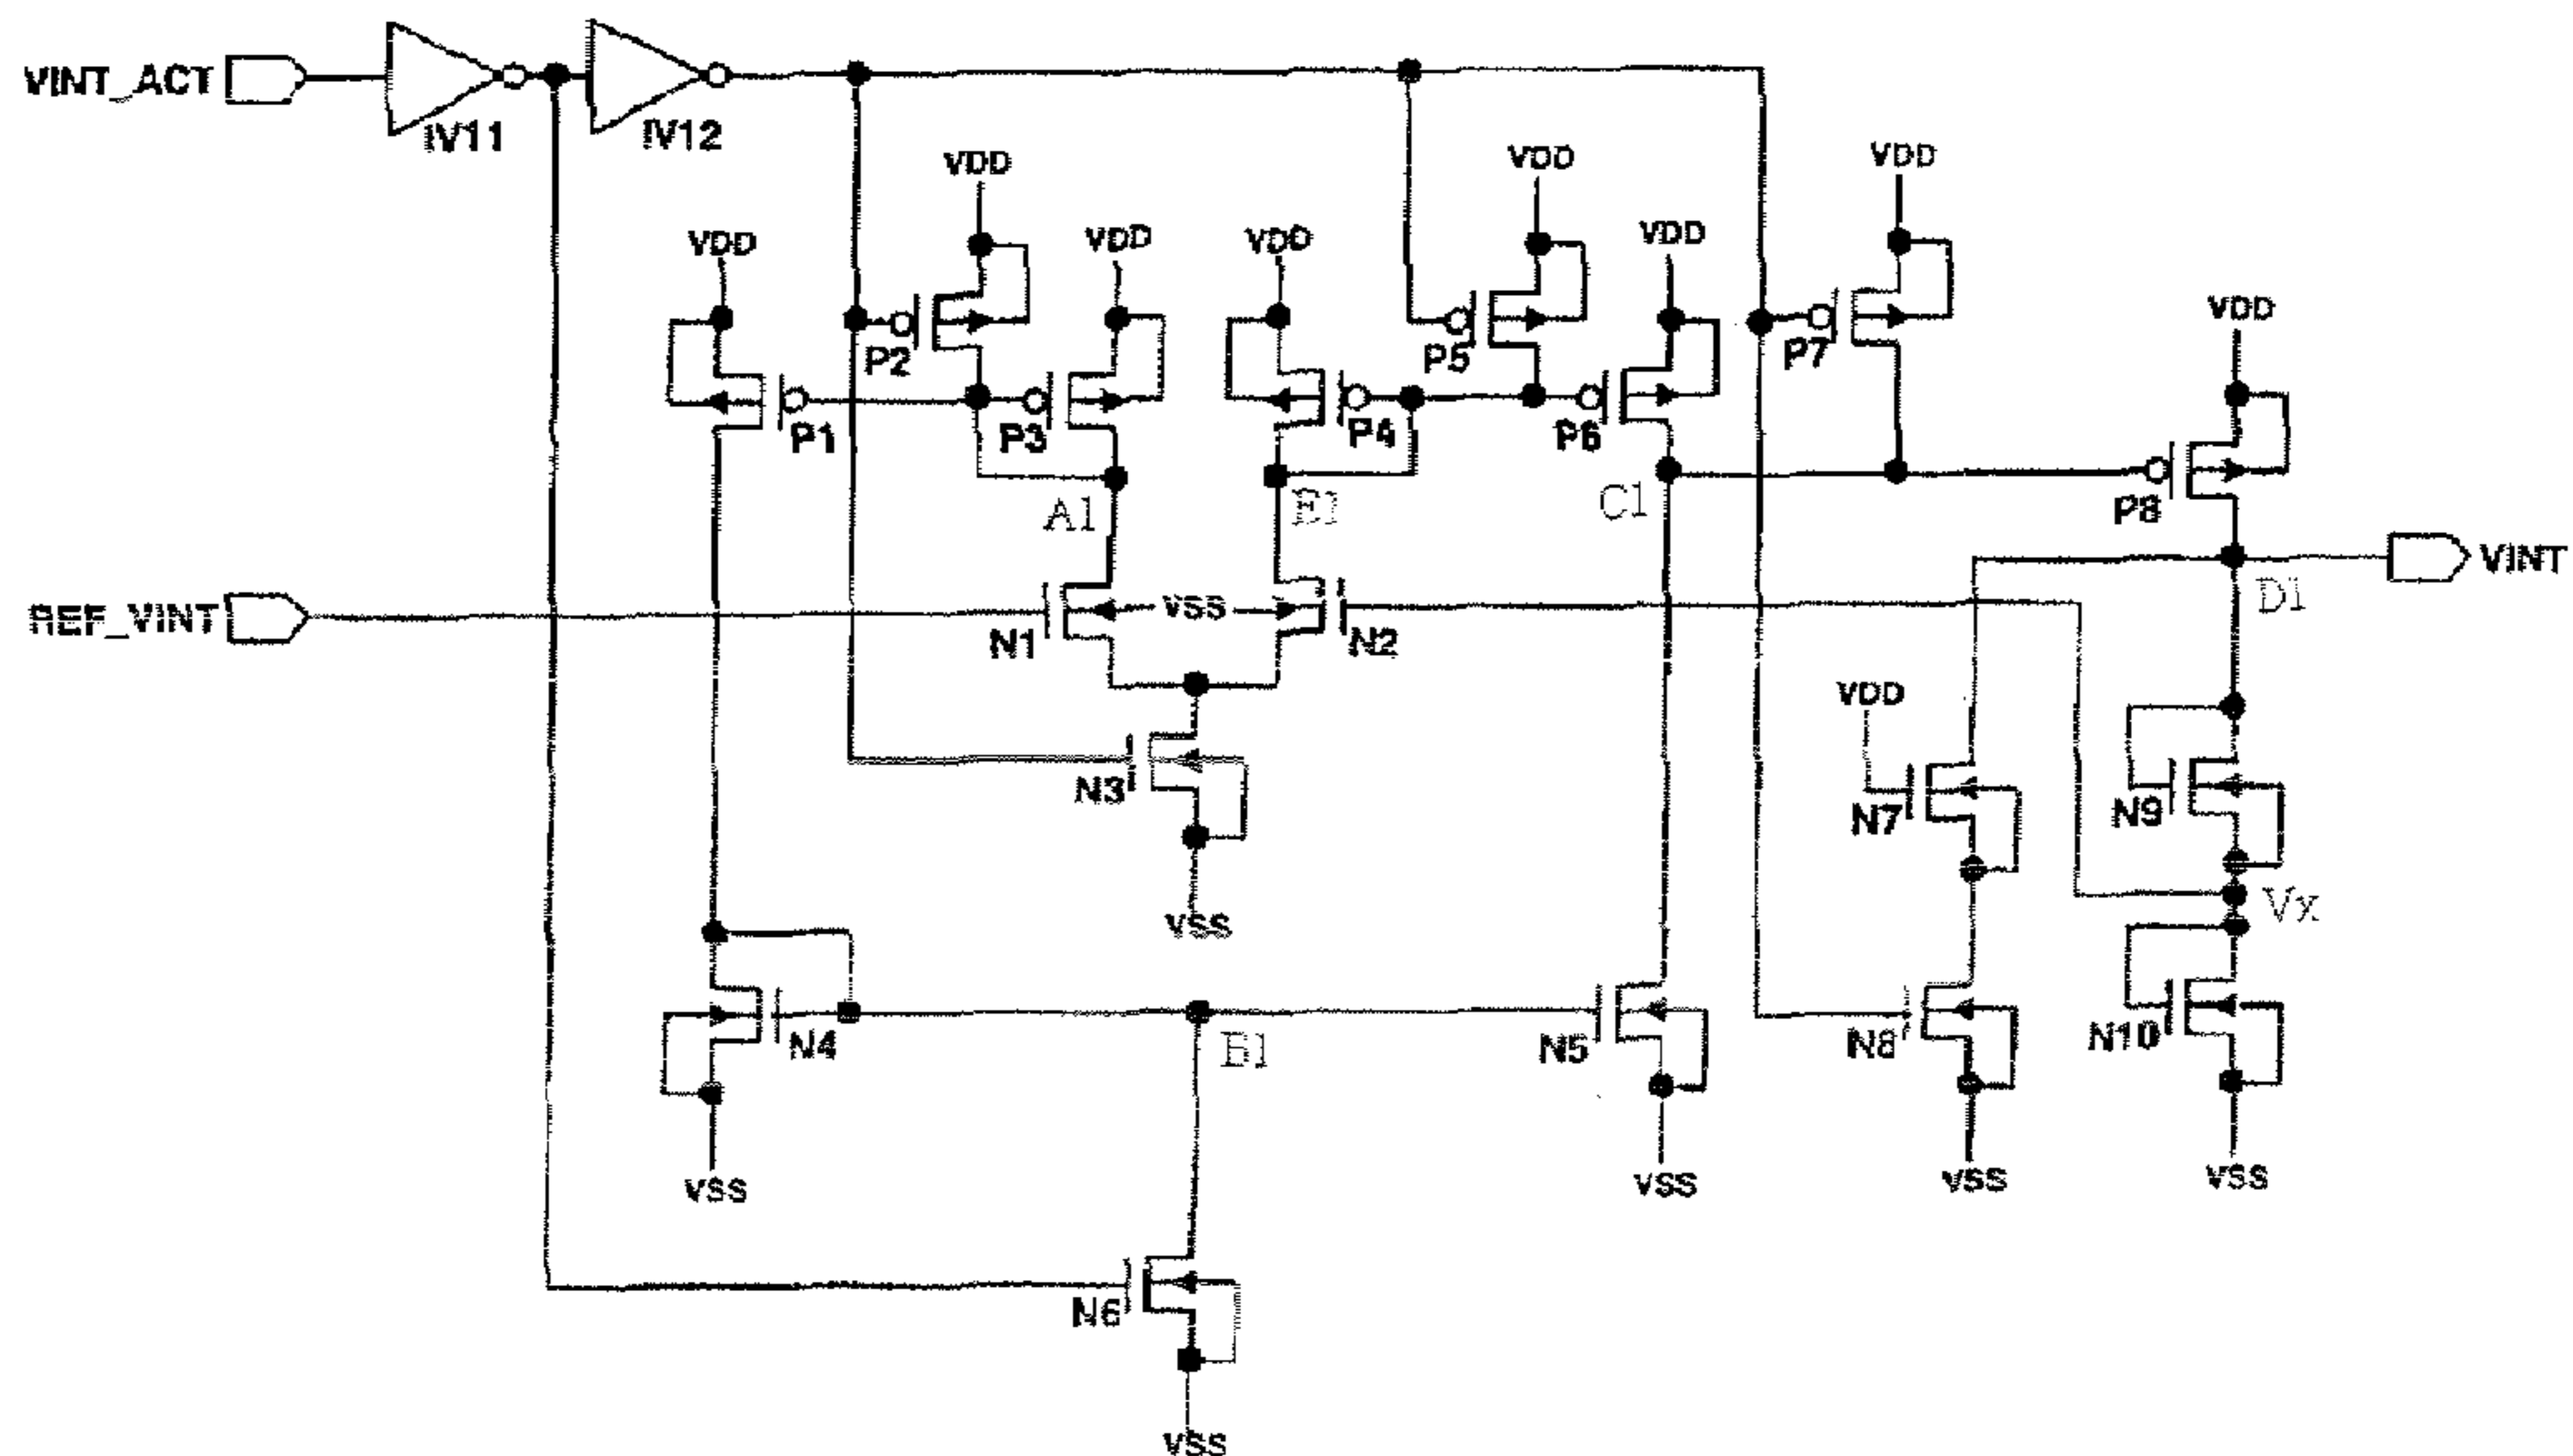 VINT_ACT
IV11
IV12
VDD
VDD
VDD
VDD
VDD
VDD
VDD
VDD
VDD
P2
P5
P7
P1
P3
P4
P6
P8
A1
E1
C1
VINT
D1
REF_VINT
N1
VSS
N2
VDD
N3
N7
N9
VSS
Vx
N4
B1
N5
N8
N10
VSS
VSS
VSS
VSS
N6
VSS